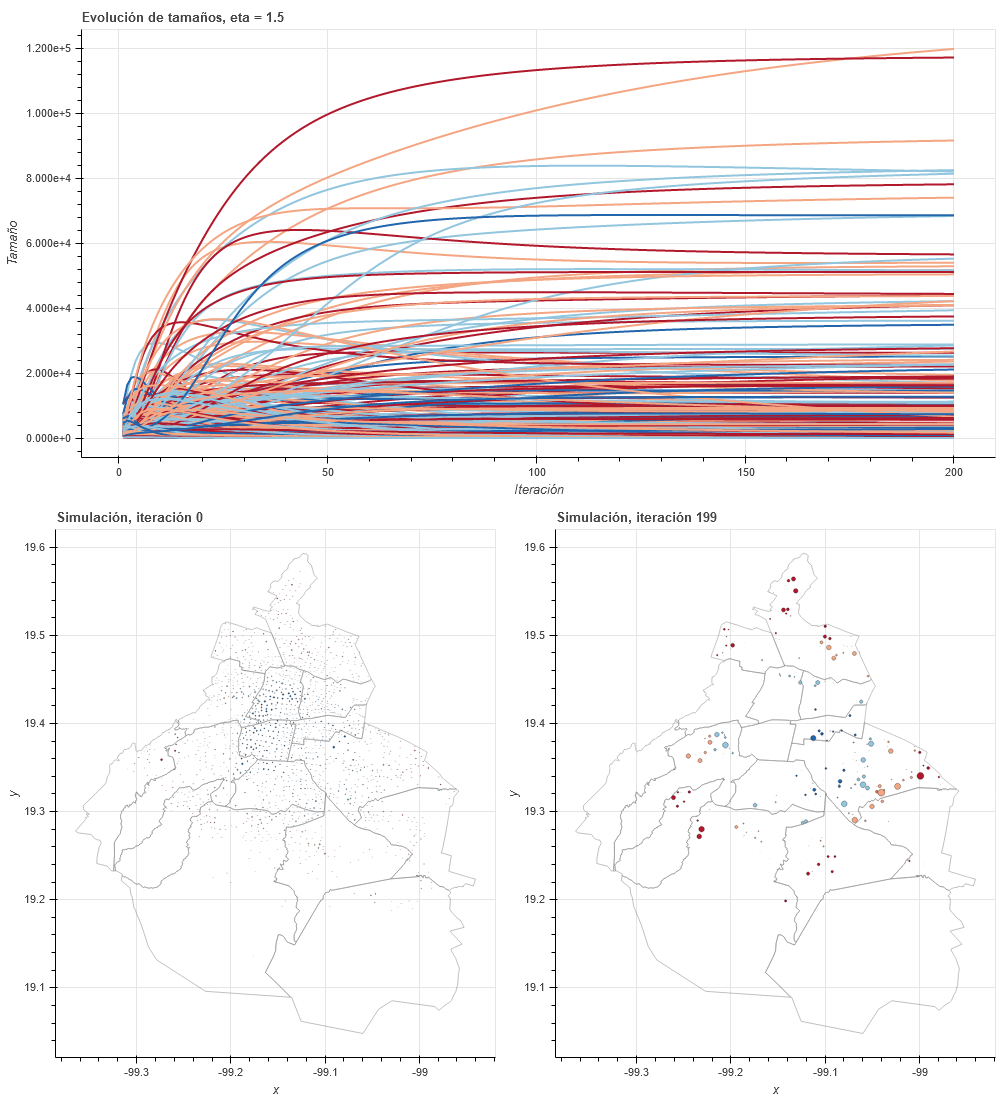 Evolución de tamaños, eta = 1.5
1.200e+5
1.000e+5
8.000e+4
6.000e+4
4.000e+4
2.000e+4
0.000e+0
Tamaño
0 50 100 150 200
Iteración
Simulación, iteración 0
19.6
19.5
19.4
19.3
19.2
19.1
y
-99.3 -99.2 -99.1 -99
x
Simulación, iteración 199
19.6
19.5
19.4
19.3
19.2
19.1
y
-99.3 -99.2 -99.1 -99
x